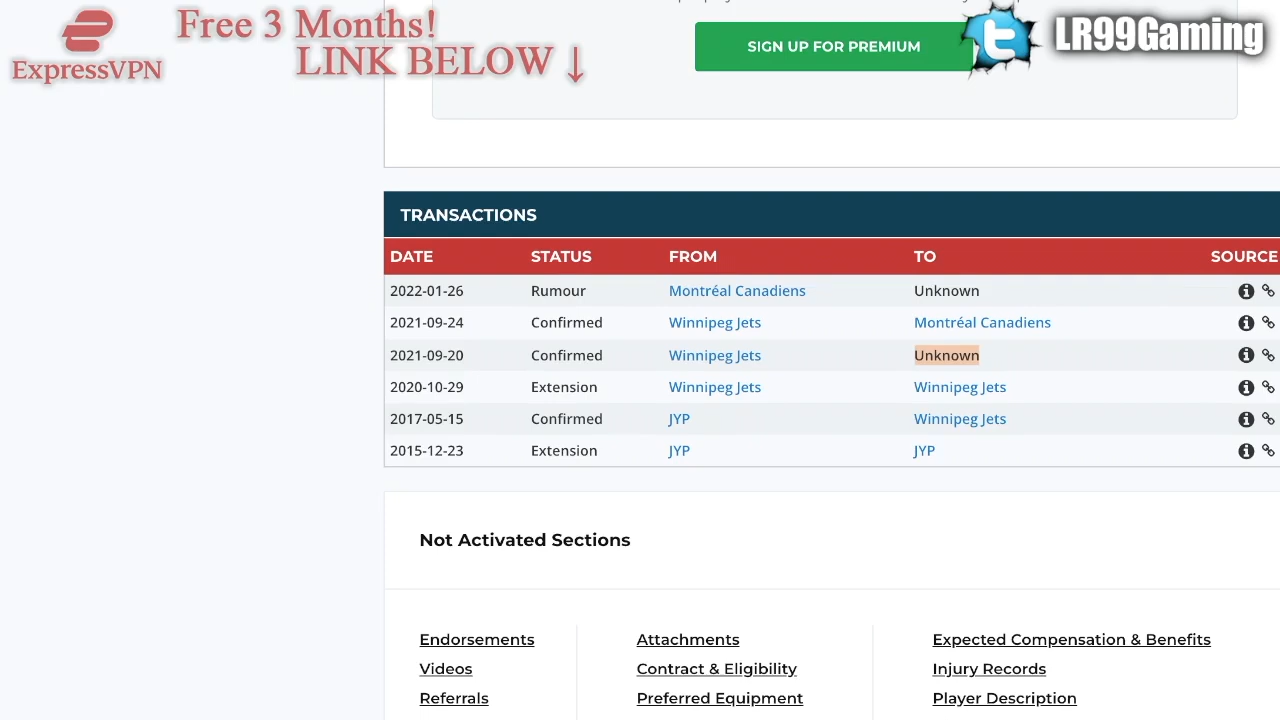 Free 3 Months!
LINK BELOW ↓
ExpressVPN
SIGN UP FOR PREMIUM
LR99Gaming
TRANSACTIONS
DATE STATUS FROM TO SOURCE
2022-01-26 Rumour Montréal Canadiens Unknown
2021-09-24 Confirmed Winnipeg Jets Montréal Canadiens
2021-09-20 Confirmed Winnipeg Jets Unknown
2020-10-29 Extension Winnipeg Jets Winnipeg Jets
2017-05-15 Confirmed JYP Winnipeg Jets
2015-12-23 Extension JYP JYP
Not Activated Sections
Endorsements Attachments Expected Compensation & Benefits
Videos Contract & Eligibility Injury Records
Referrals Preferred Equipment Player Description